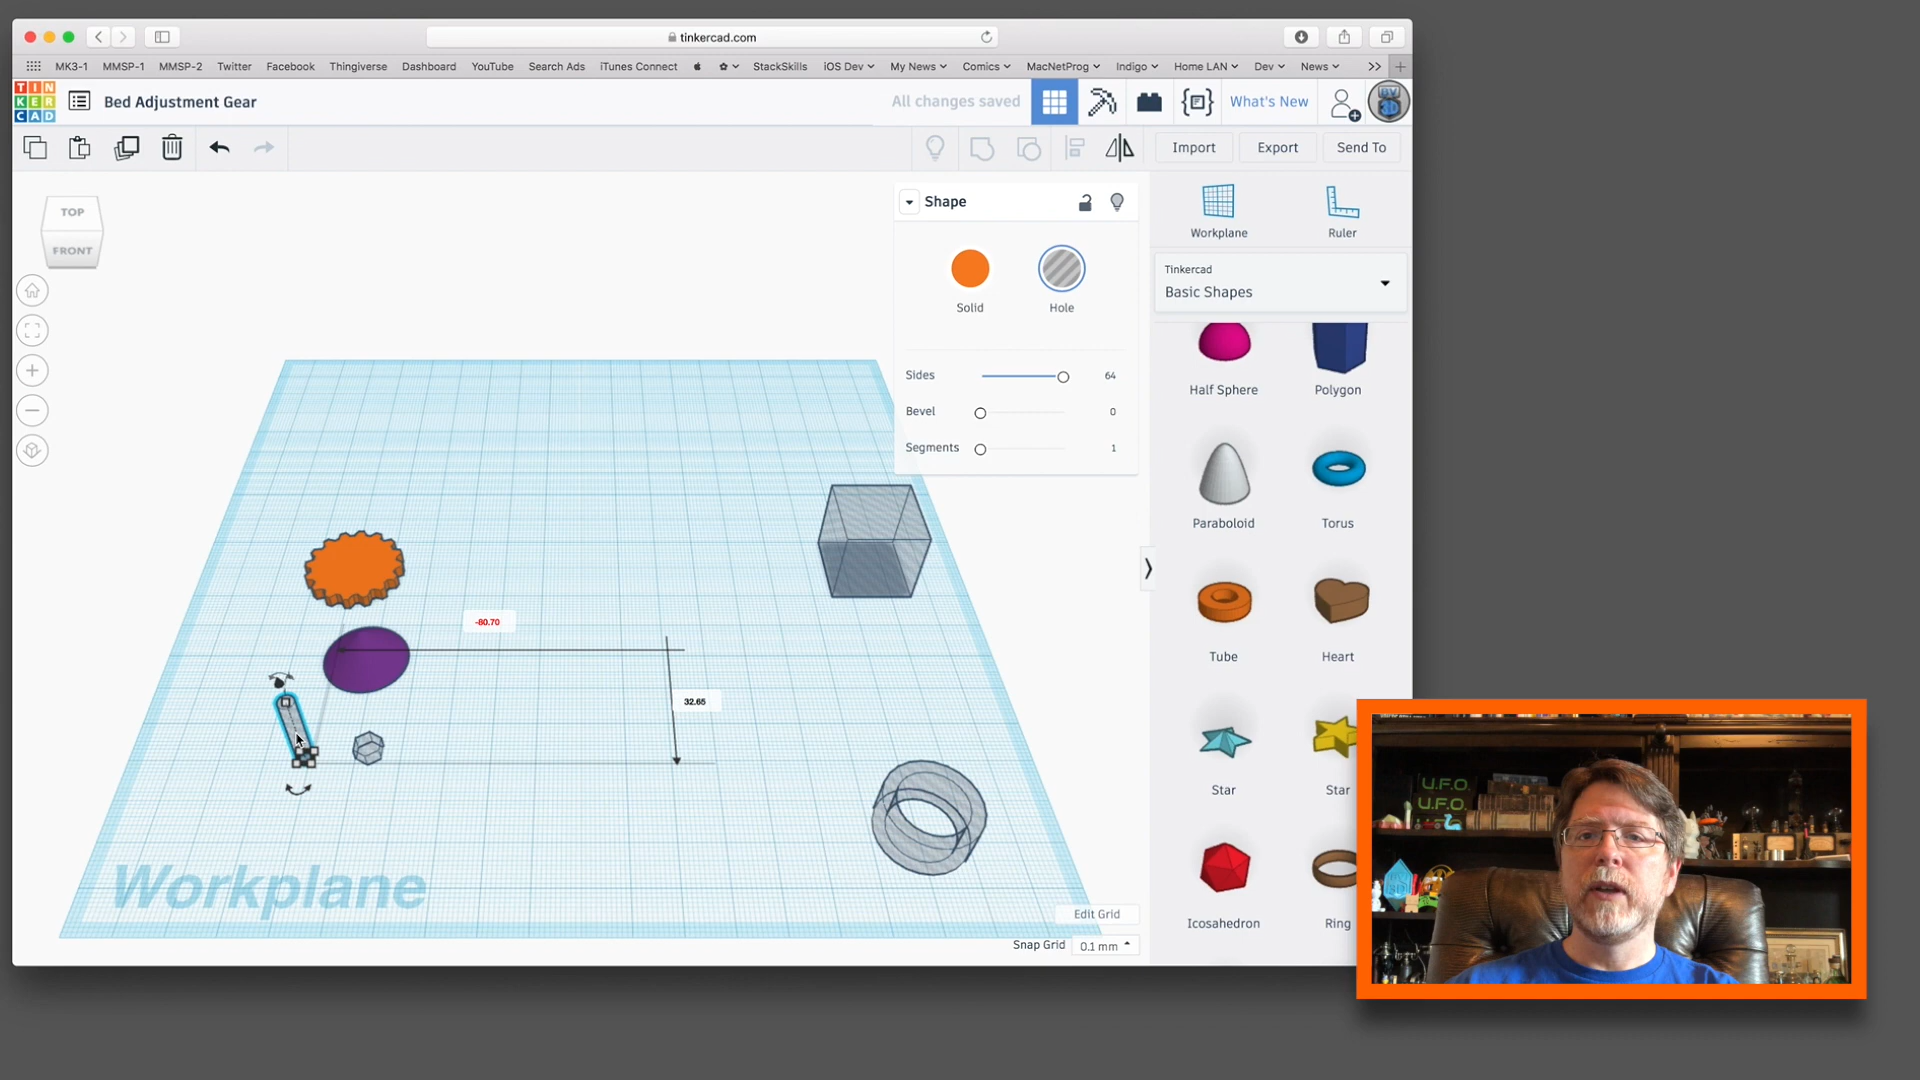 tinkercad.com
MK3-1 MMSP-1 MMSP-2 Twitter Facebook Thingiverse Dashboard YouTube Search Ads iTunes Connect StackSkills iOS Dev My News Comics MacNetProg Indigo Home LAN Dev News >>
TIN
KER
CAD
Bed Adjustment Gear
All changes saved
What's New
Import Export Send To
TOP
FRONT
Shape
Solid Hole
Sides 64
Bevel 0
Segments 1
Workplane Ruler
Tinkercad
Basic Shapes
Half Sphere Polygon
Paraboloid Torus
Tube Heart
Star Star
Icosahedron Ring
-80.70
32.65
Workplane
Edit Grid
Snap Grid 0.1 mm
U.F.O.
U.F.O.